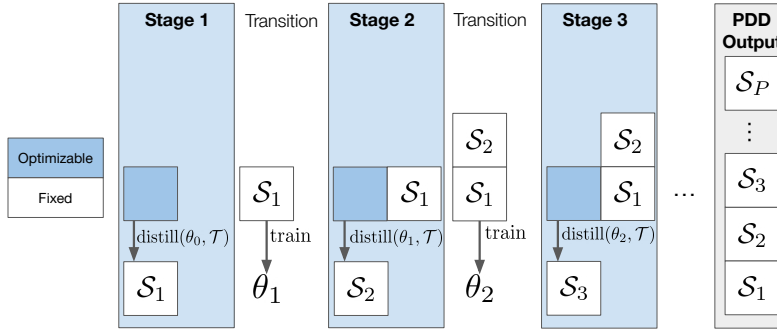 Stage 1
Transition
Stage 2
Transition
Stage 3
PDD
Output
Optimizable
Fixed
distill(θ₀, 𝒯)
𝒮₁
𝒮₁
train
θ₁
𝒮₁
distill(θ₁, 𝒯)
𝒮₂
𝒮₂
𝒮₁
train
θ₂
𝒮₂
𝒮₁
distill(θ₂, 𝒯)
𝒮₃
...
𝒮_P
⋮
𝒮₃
𝒮₂
𝒮₁